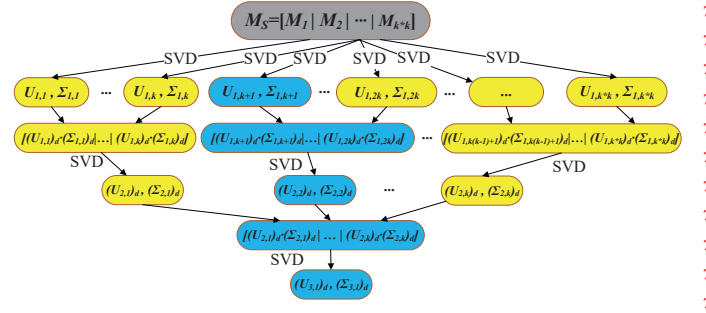 M_S=[M_1 | M_2 | ··· | M_{k*k}]
SVD SVD SVD SVD SVD SVD
U_{1,1} , Σ_{1,1} ... U_{1,k} , Σ_{1,k} U_{1,k+1} , Σ_{1,k+1} ... U_{1,2k} , Σ_{1,2k} ... U_{1,k*k} , Σ_{1,k*k}
[(U_{1,1})_d·(Σ_{1,1})_d|...| (U_{1,k})_d·(Σ_{1,k})_d] [(U_{1,k+1})_d·(Σ_{1,k+1})_d|...| (U_{1,2k})_d·(Σ_{1,2k})_d] ... [(U_{1,k(k-1)+1})_d·(Σ_{1,k(k-1)+1})_d|... | (U_{1,k*k})_d·(Σ_{1,k*k})_d]
SVD SVD SVD
(U_{2,1})_d , (Σ_{2,1})_d (U_{2,2})_d , (Σ_{2,2})_d ... (U_{2,k})_d , (Σ_{2,k})_d
[(U_{2,1})_d·(Σ_{2,1})_d | ... | (U_{2,k})_d·(Σ_{2,k})_d]
SVD
(U_{3,1})_d , (Σ_{3,1})_d